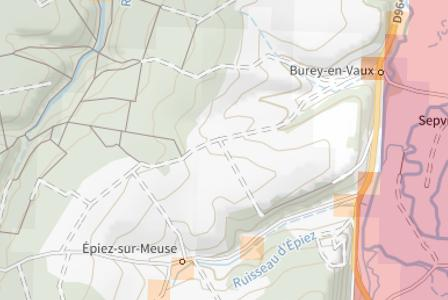 D964
Burey-en-Vaux
Sepv
Épiez-sur-Meuse
Ruisseau d'Épiez